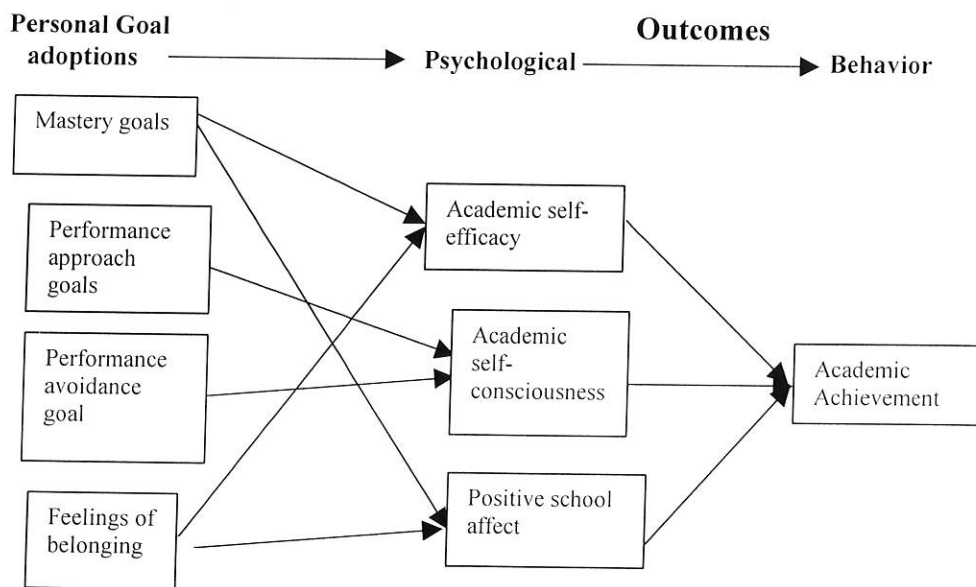 Personal Goal
adoptions
Outcomes
Psychological
Behavior
Mastery goals
Performance
approach
goals
Performance
avoidance
goal
Feelings of
belonging
Academic self-
efficacy
Academic
self-
consciousness
Positive school
affect
Academic
Achievement